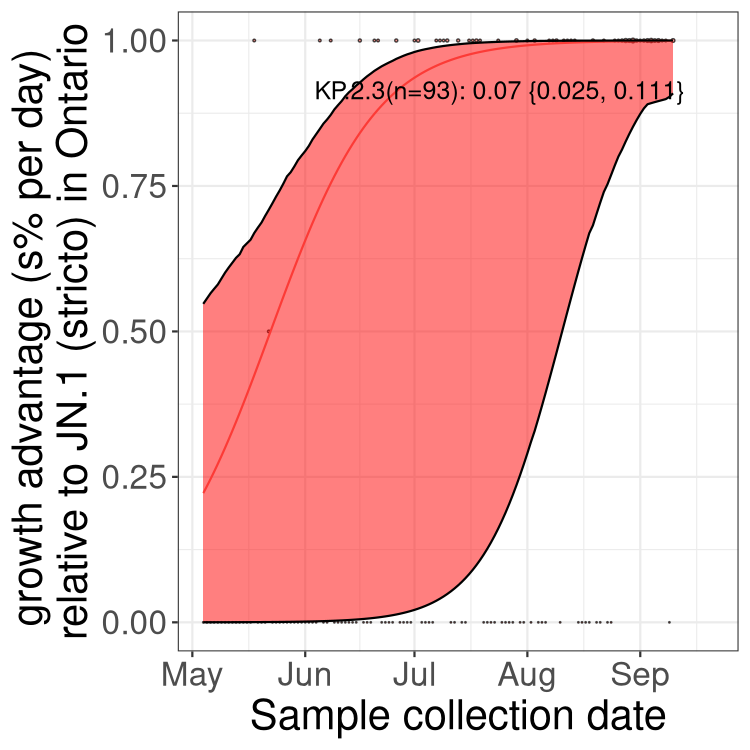 growth advantage (s% per day)
relative to JN.1 (stricto) in Ontario
1.00
0.75
0.50
0.25
0.00
KP.2.3(n=93): 0.07 {0.025, 0.111}
May Jun Jul Aug Sep
Sample collection date